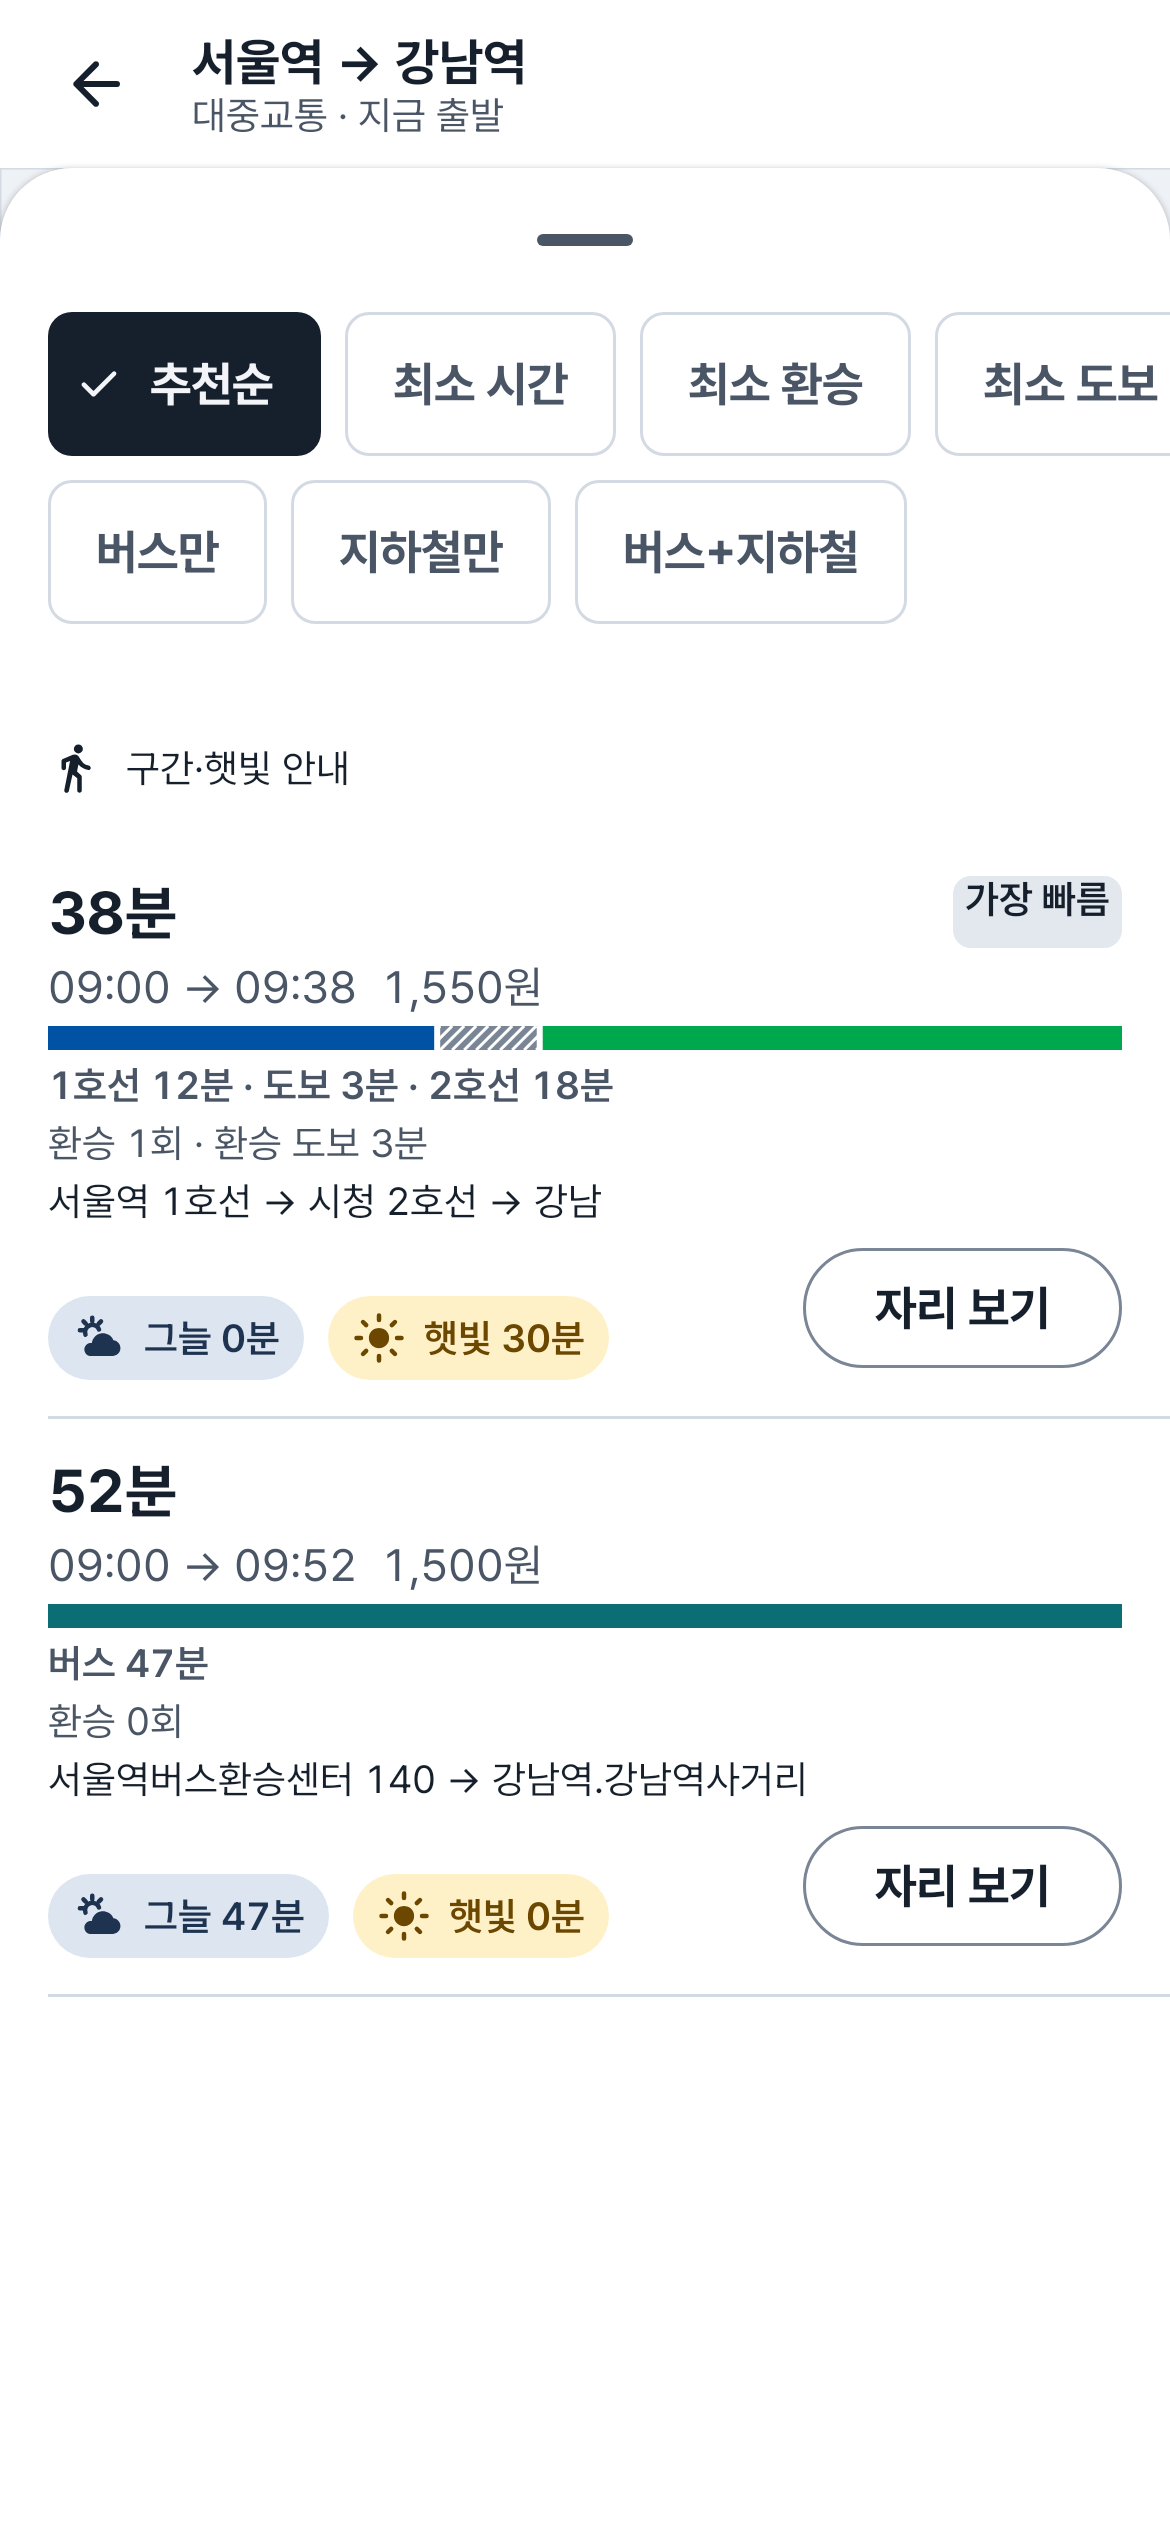 서울역 → 강남역
대중교통 · 지금 출발
추천순 최소 시간 최소 환승 최소 도보
버스만 지하철만 버스+지하철
구간·햇빛 안내
38분 가장 빠름
09:00 → 09:38 1,550원
1호선 12분 · 도보 3분 · 2호선 18분
환승 1회 · 환승 도보 3분
서울역 1호선 → 시청 2호선 → 강남
그늘 0분 햇빛 30분 자리 보기
52분
09:00 → 09:52 1,500원
버스 47분
환승 0회
서울역버스환승센터 140 → 강남역.강남역사거리
그늘 47분 햇빛 0분 자리 보기